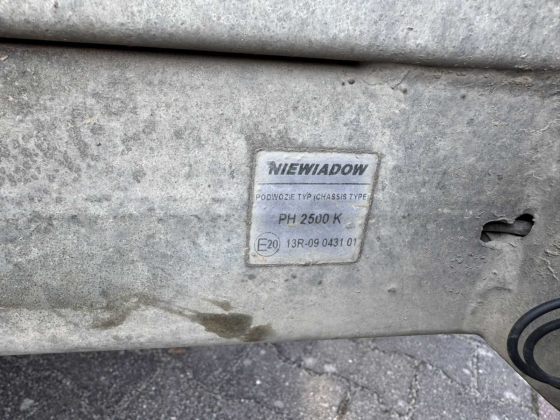 NIEWIADOW
PODWOZIE TYP (CHASSIS TYPE)
PH 2500 K
E20 13R-09 0431 01